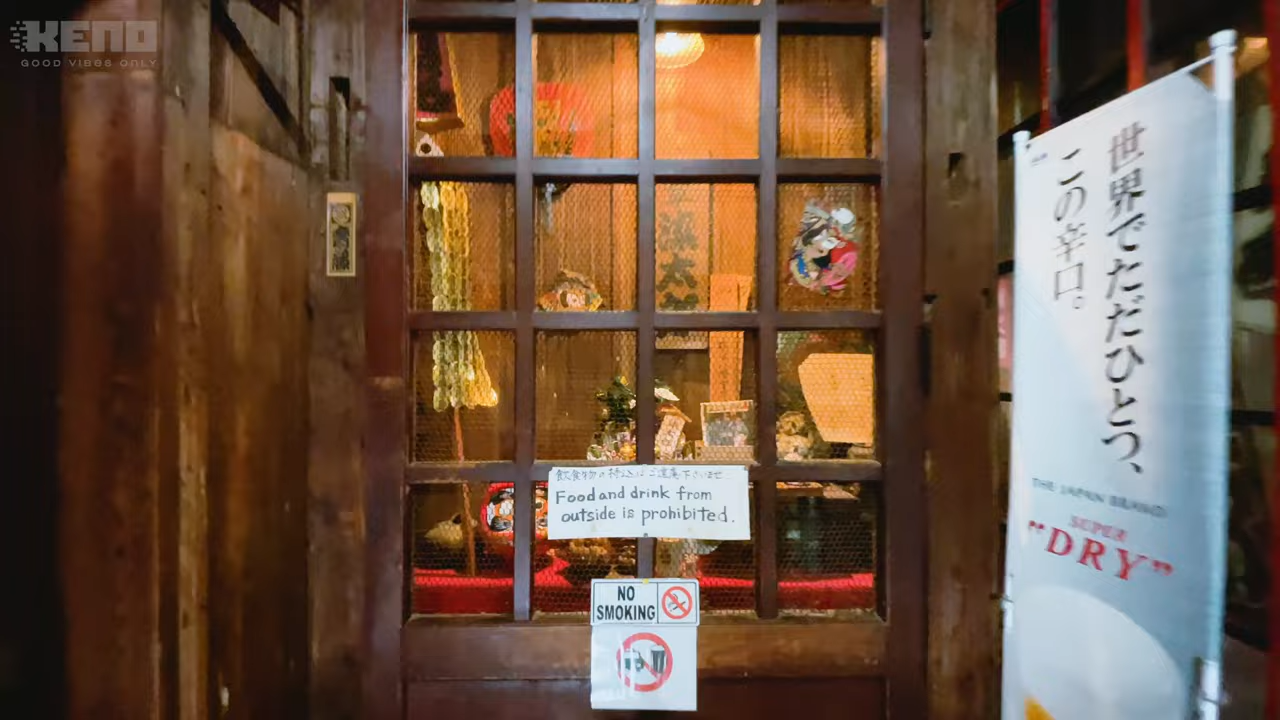 KENO
GOOD VIBES ONLY
飲食物の持込はご遠慮下さいませ
Food and drink from
outside is prohibited.
NO
SMOKING
世界でただひとつ、
この辛口。
THE JAPAN BRAND
SUPER
"DRY"